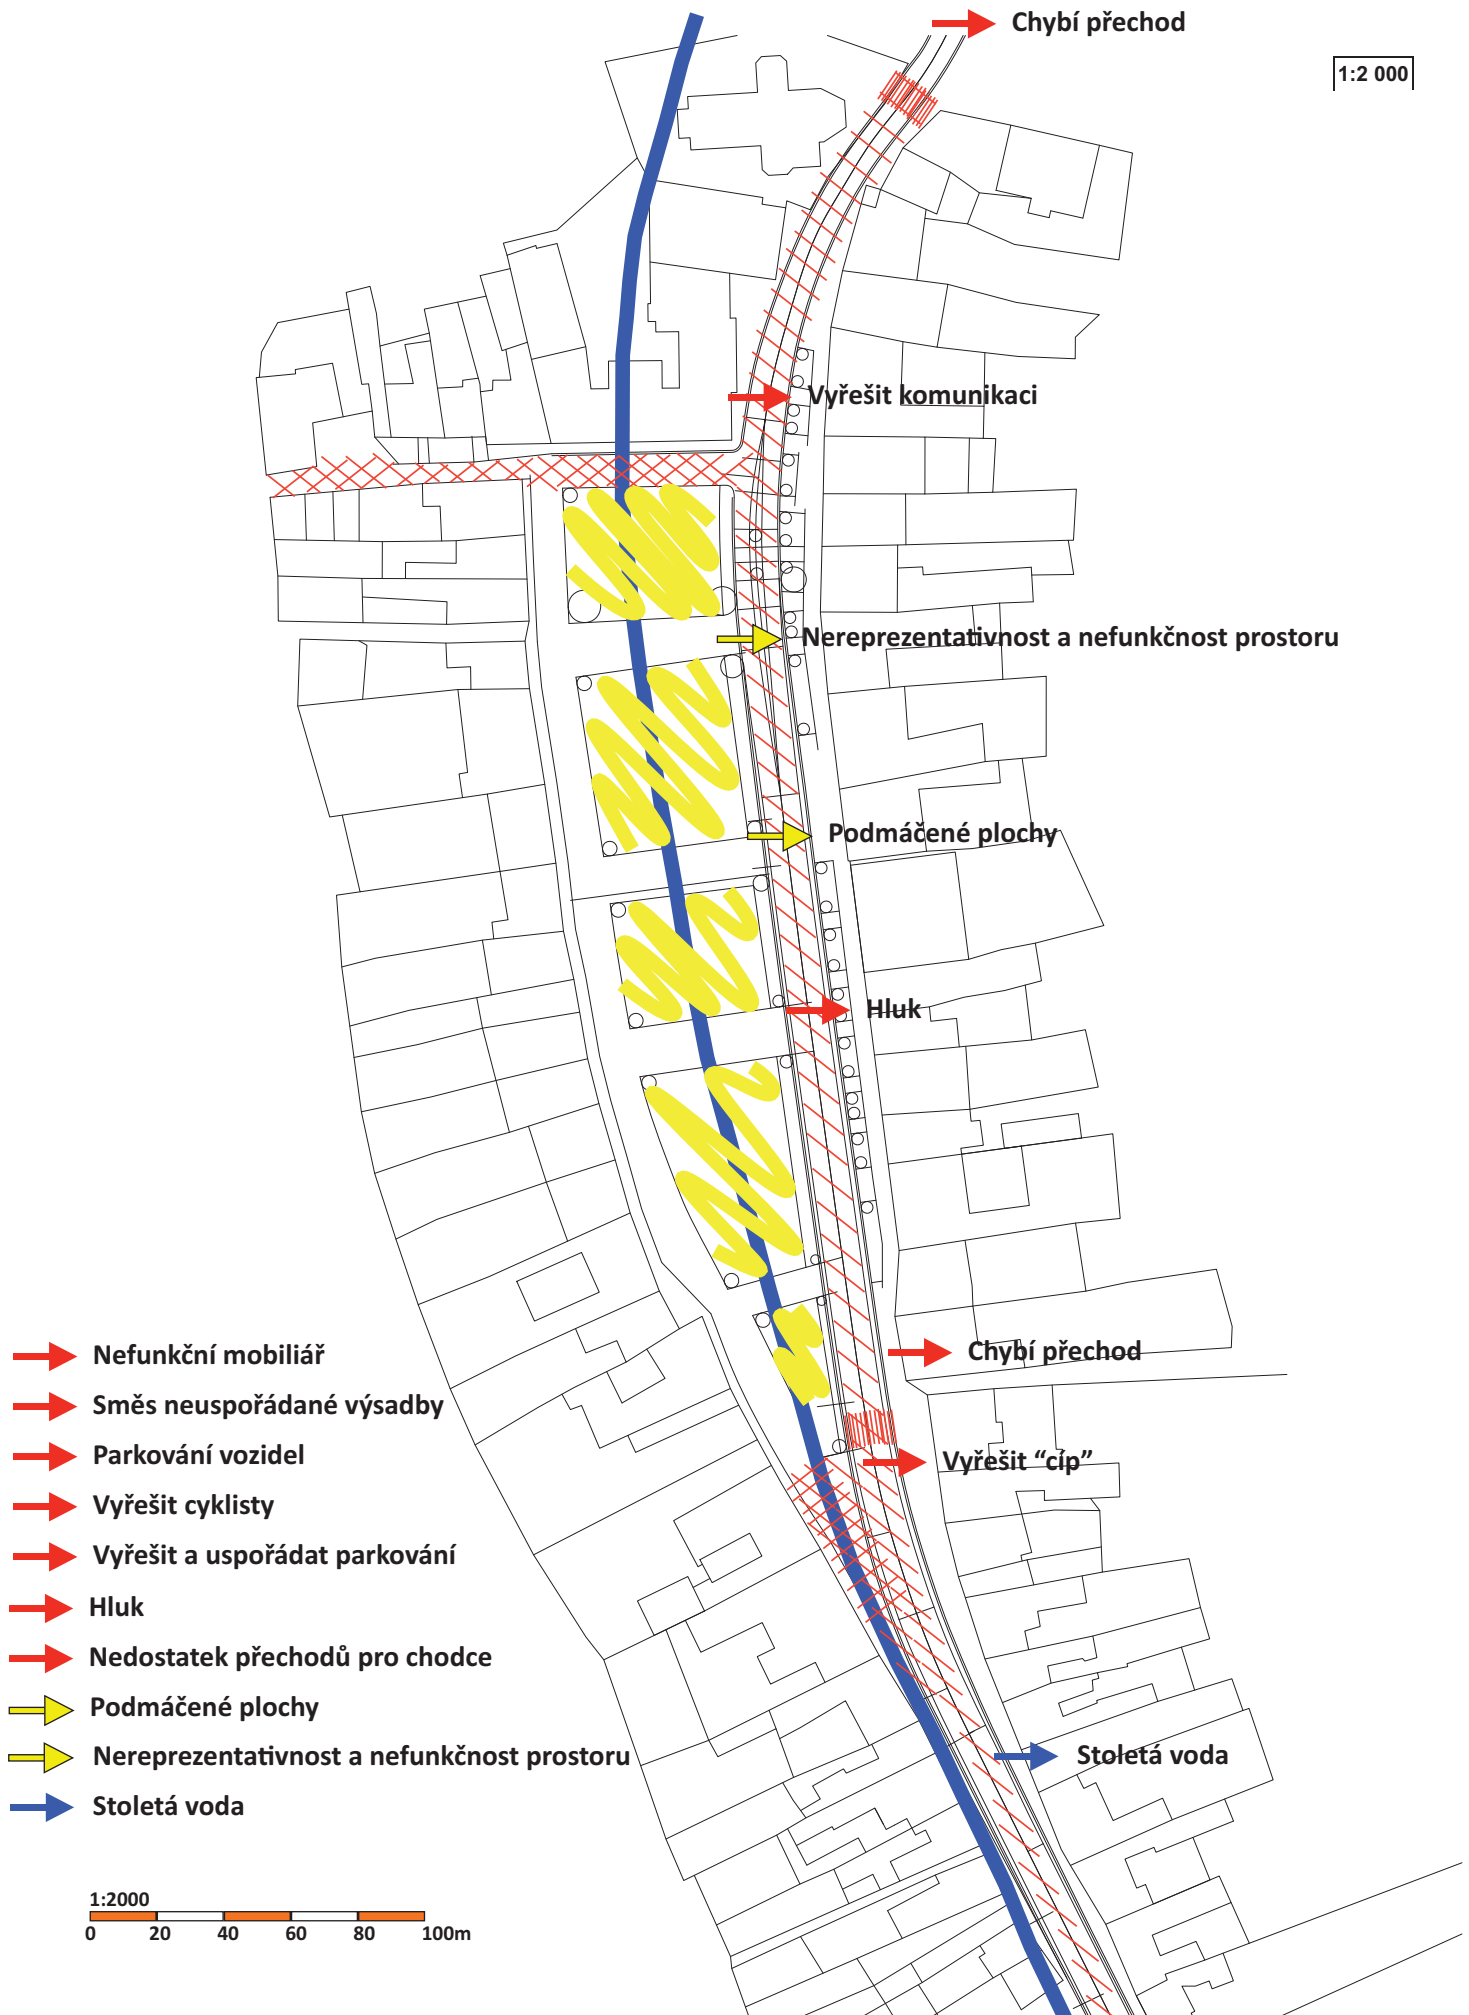 Chybí přechod
1:2 000
Vyřešit komunikaci
Nereprezentativnost a nefunkčnost prostoru
Podmáčené plochy
Hluk
Chybí přechod
Vyřešit “cíp”
Stoletá voda
Nefunkční mobiliář
Směs neuspořádané výsadby
Parkování vozidel
Vyřešit cyklisty
Vyřešit a uspořádat parkování
Hluk
Nedostatek přechodů pro chodce
Podmáčené plochy
Nereprezentativnost a nefunkčnost prostoru
Stoletá voda
1:2000
0 20 40 60 80 100m